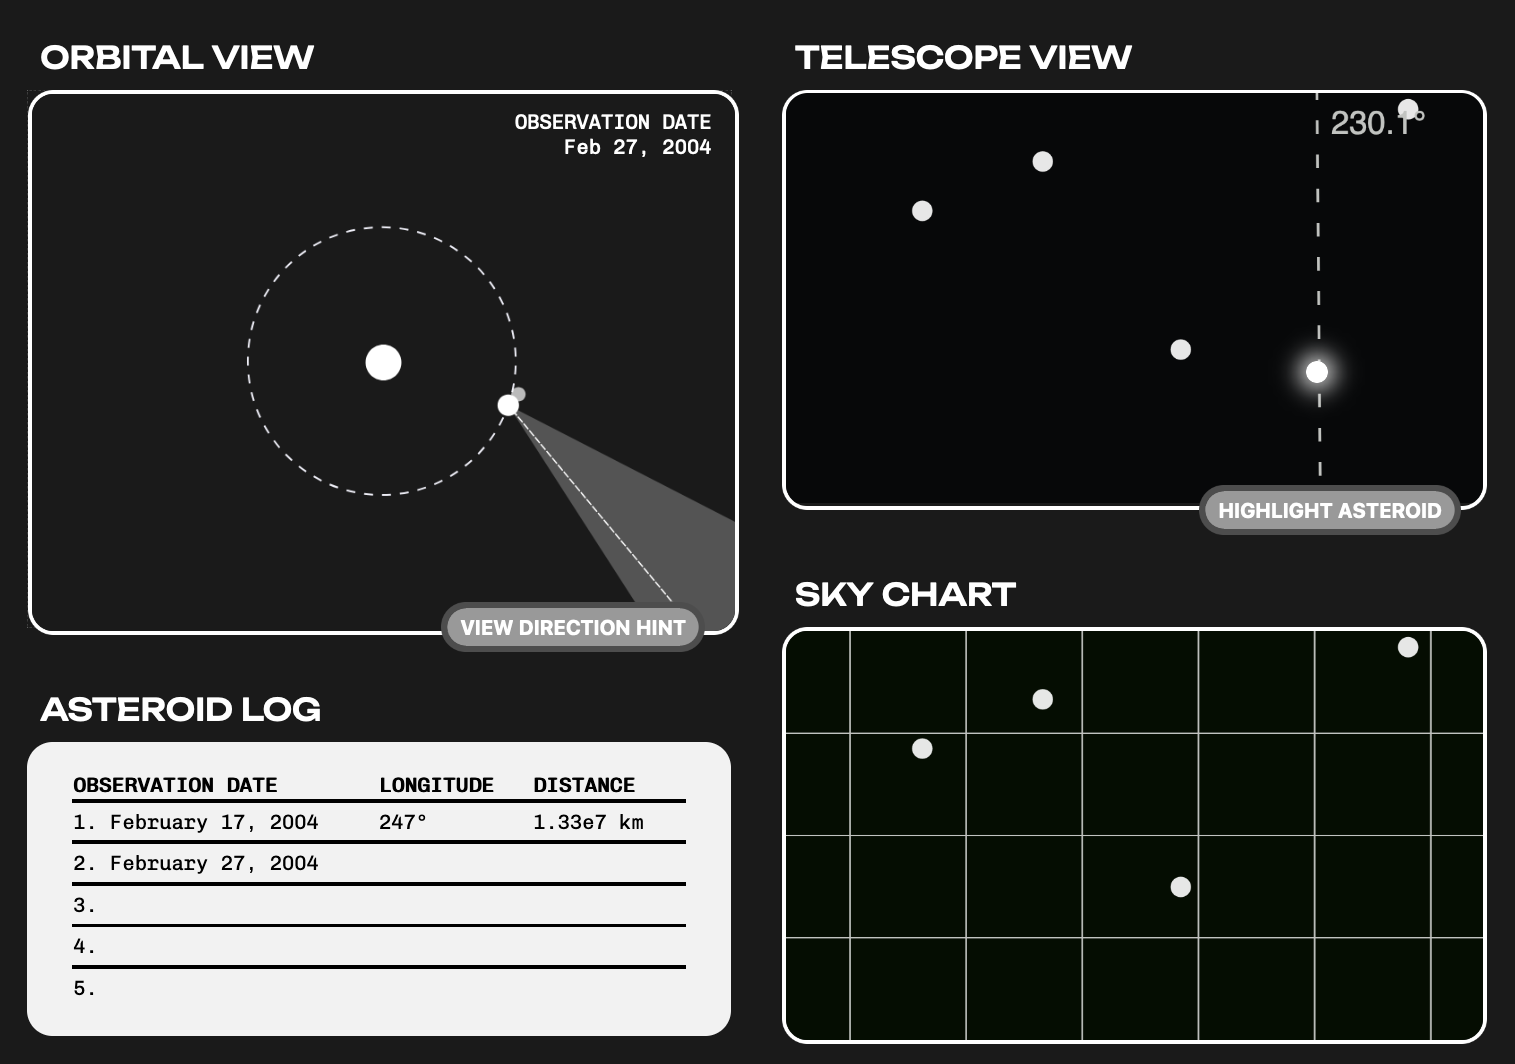 ORBITAL VIEW
OBSERVATION DATE
Feb 27, 2004
VIEW DIRECTION HINT
TELESCOPE VIEW
230.1°
HIGHLIGHT ASTEROID
ASTEROID LOG
OBSERVATION DATE LONGITUDE DISTANCE
1. February 17, 2004 247° 1.33e7 km
2. February 27, 2004
3.
4.
5.
SKY CHART